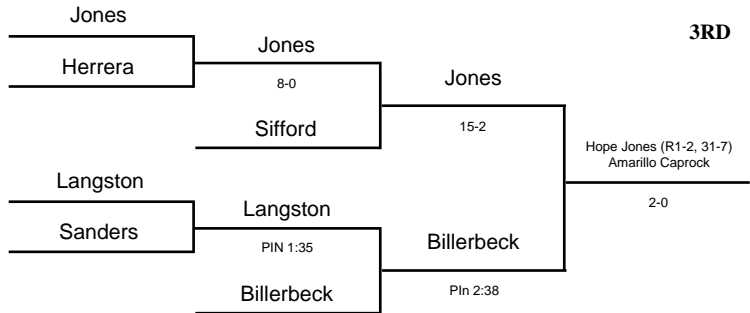 Jones
3RD
Jones
Herrera
8-0
Jones
Sifford
15-2
Hope Jones (R1-2, 31-7)
Amarillo Caprock
2-0
Langston
Langston
Sanders
PIN 1:35
Billerbeck
Billerbeck
PIn 2:38